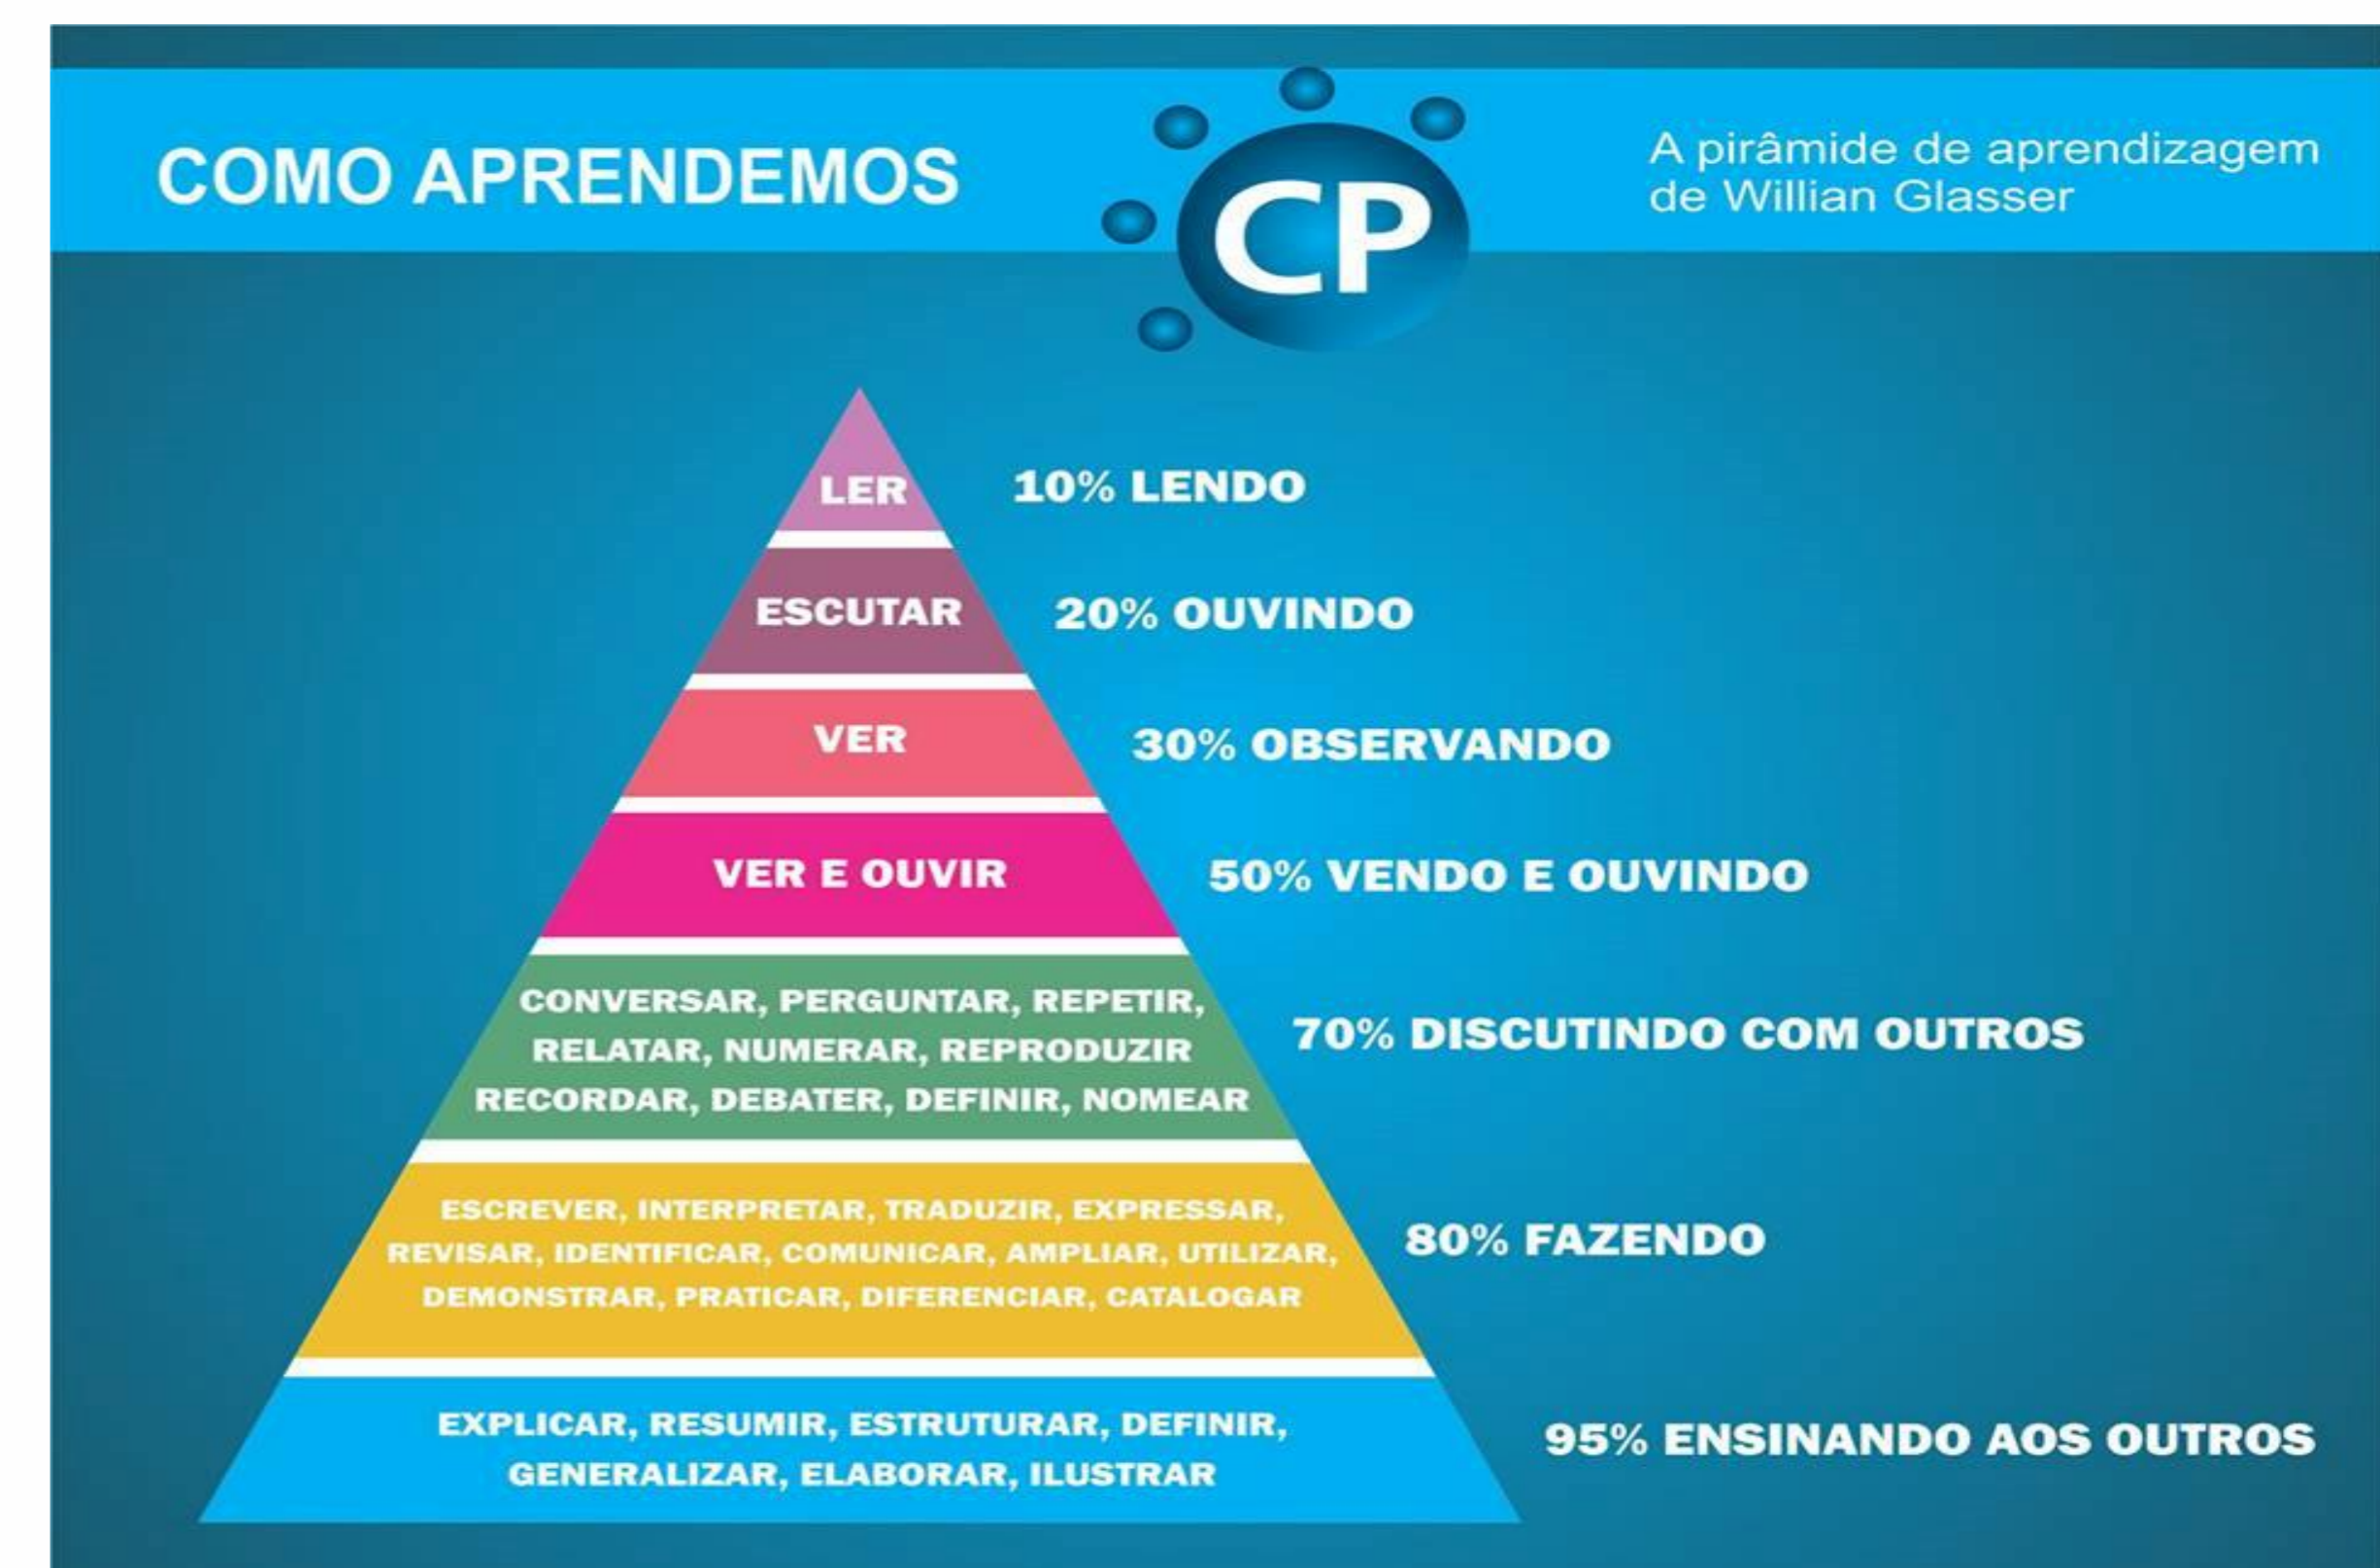 COMO APRENDEMOS
CP
A pirâmide de aprendizagem
de Willian Glasser
LER
10% LENDO
ESCUTAR
20% OUVINDO
VER
30% OBSERVANDO
VER E OUVIR
50% VENDO E OUVINDO
CONVERSAR, PERGUNTAR, REPETIR,
RELATAR, NUMERAR, REPRODUZIR
RECORDAR, DEBATER, DEFINIR, NOMEAR
70% DISCUTINDO COM OUTROS
ESCREVER, INTERPRETAR, TRADUZIR, EXPRESSAR,
REVISAR, IDENTIFICAR, COMUNICAR, AMPLIAR, UTILIZAR,
DEMONSTRAR, PRATICAR, DIFERENCIAR, CATALOGAR
80% FAZENDO
EXPLICAR, RESUMIR, ESTRUTURAR, DEFINIR,
GENERALIZAR, ELABORAR, ILUSTRAR
95% ENSINANDO AOS OUTROS